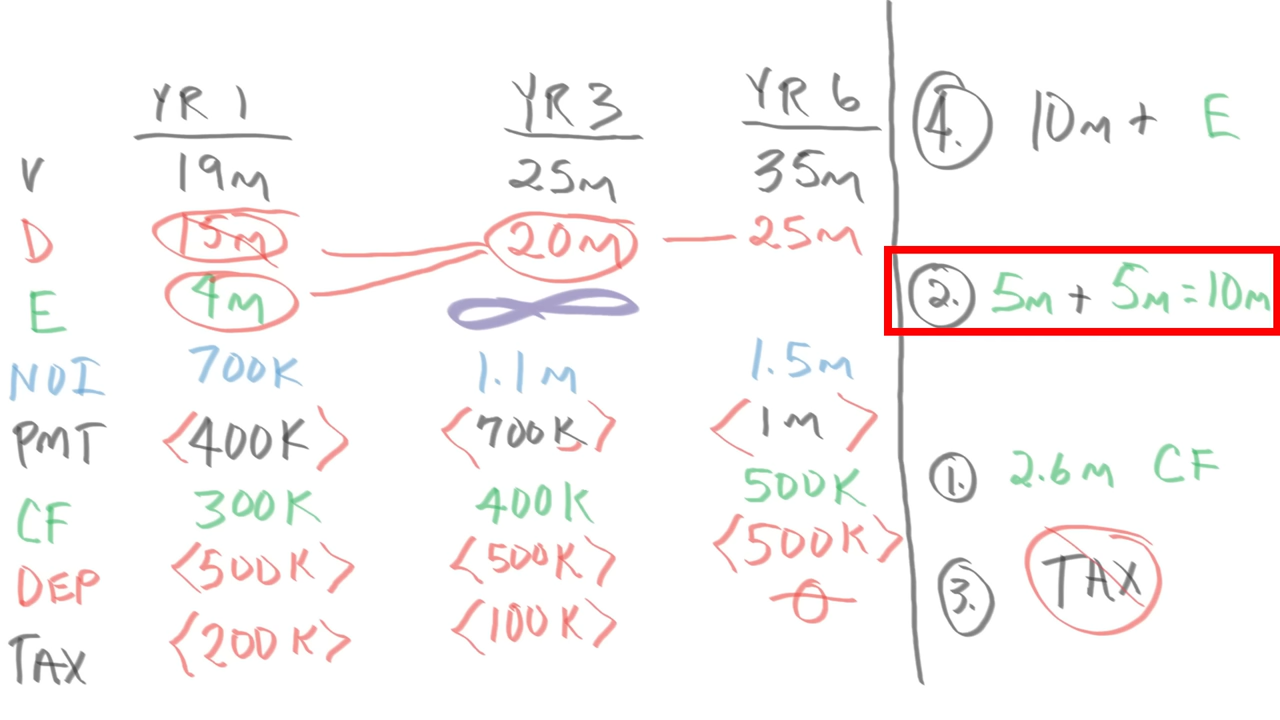 YR 1 YR 3 YR 6
V 19M 25M 35M
D 15M 20M 25M
E 4M ∞
NOI 700K 1.1M 1.5M
PMT <400K> <700K> <1M>
CF 300K 400K 500K
DEP <500K> <500K> <500K>
TAX <200K> <100K> 0
4. 10M + E
2. 5M + 5M = 10M
1. 2.6M CF
3. TAX